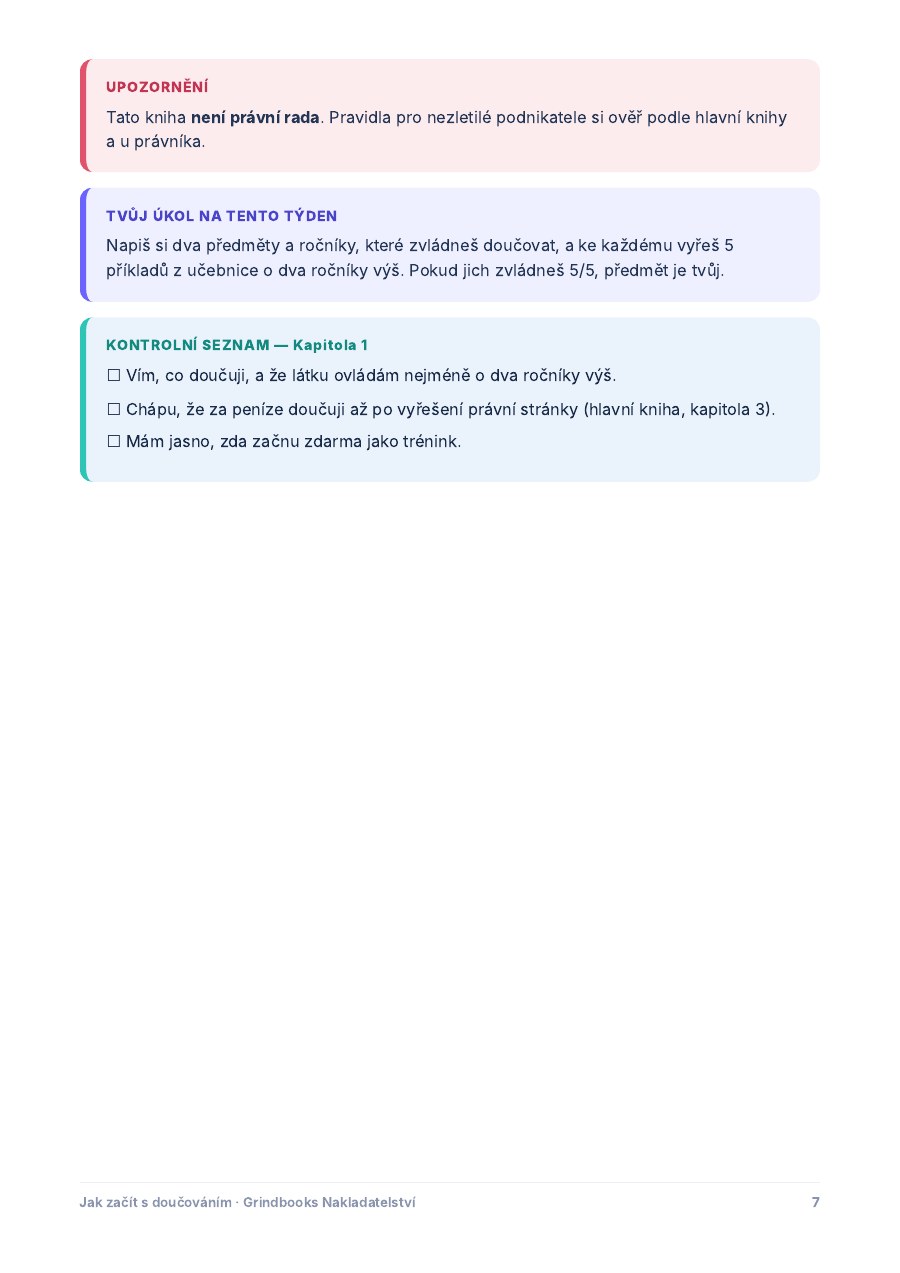 UPOZORNĚNÍ
Tato kniha není právní rada. Pravidla pro nezletilé podnikatele si ověř podle hlavní knihy
a u právníka.
TVŮJ ÚKOL NA TENTO TÝDEN
Napiš si dva předměty a ročníky, které zvládneš doučovat, a ke každému vyřeš 5
příkladů z učebnice o dva ročníky výš. Pokud jich zvládneš 5/5, předmět je tvůj.
KONTROLNÍ SEZNAM — Kapitola 1
☐ Vím, co doučuji, a že látku ovládám nejméně o dva ročníky výš.
☐ Chápu, že za peníze doučuji až po vyřešení právní stránky (hlavní kniha, kapitola 3).
☐ Mám jasno, zda začnu zdarma jako trénink.
Jak začít s doučováním · Grindbooks Nakladatelství 7